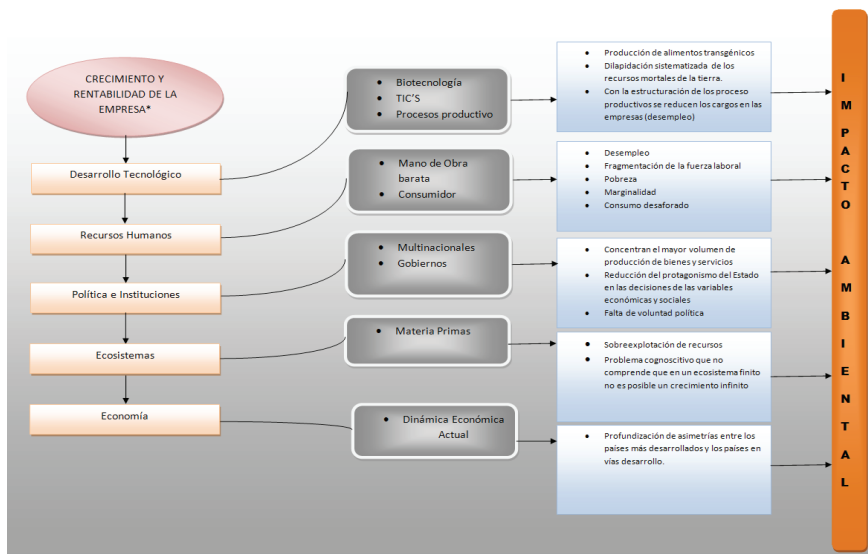 CRECIMIENTO Y
RENTABILIDAD DE LA
EMPRESA*
Desarrollo Tecnológico
Recursos Humanos
Política e Instituciones
Ecosistemas
Economía
• Biotecnología
• TIC'S
• Procesos productivo
• Mano de Obra
barata
• Consumidor
• Multinacionales
• Gobiernos
• Materia Primas
• Dinámica Económica
Actual
• Producción de alimentos transgénicos
• Dilapidación sistematizada de los
recursos mortales de la tierra.
• Con la estructuración de los proceso
productivos se reducen los cargos en las
empresas (desempleo)
• Desempleo
• Fragmentación de la fuerza laboral
• Pobreza
• Marginalidad
• Consumo desaforado
• Concentran el mayor volumen de
producción de bienes y servicios
• Reducción del protagonismo del Estado
en las decisiones de las variables
económicas y sociales
• Falta de voluntad política
• Sobreexplotación de recursos
• Problema cognoscitivo que no
comprende que en un ecosistema finito
no es posible un crecimiento infinito
• Profundización de asimetrías entre los
países más desarrollados y los países en
vías desarrollo.
IMPACTO AMBIENTAL